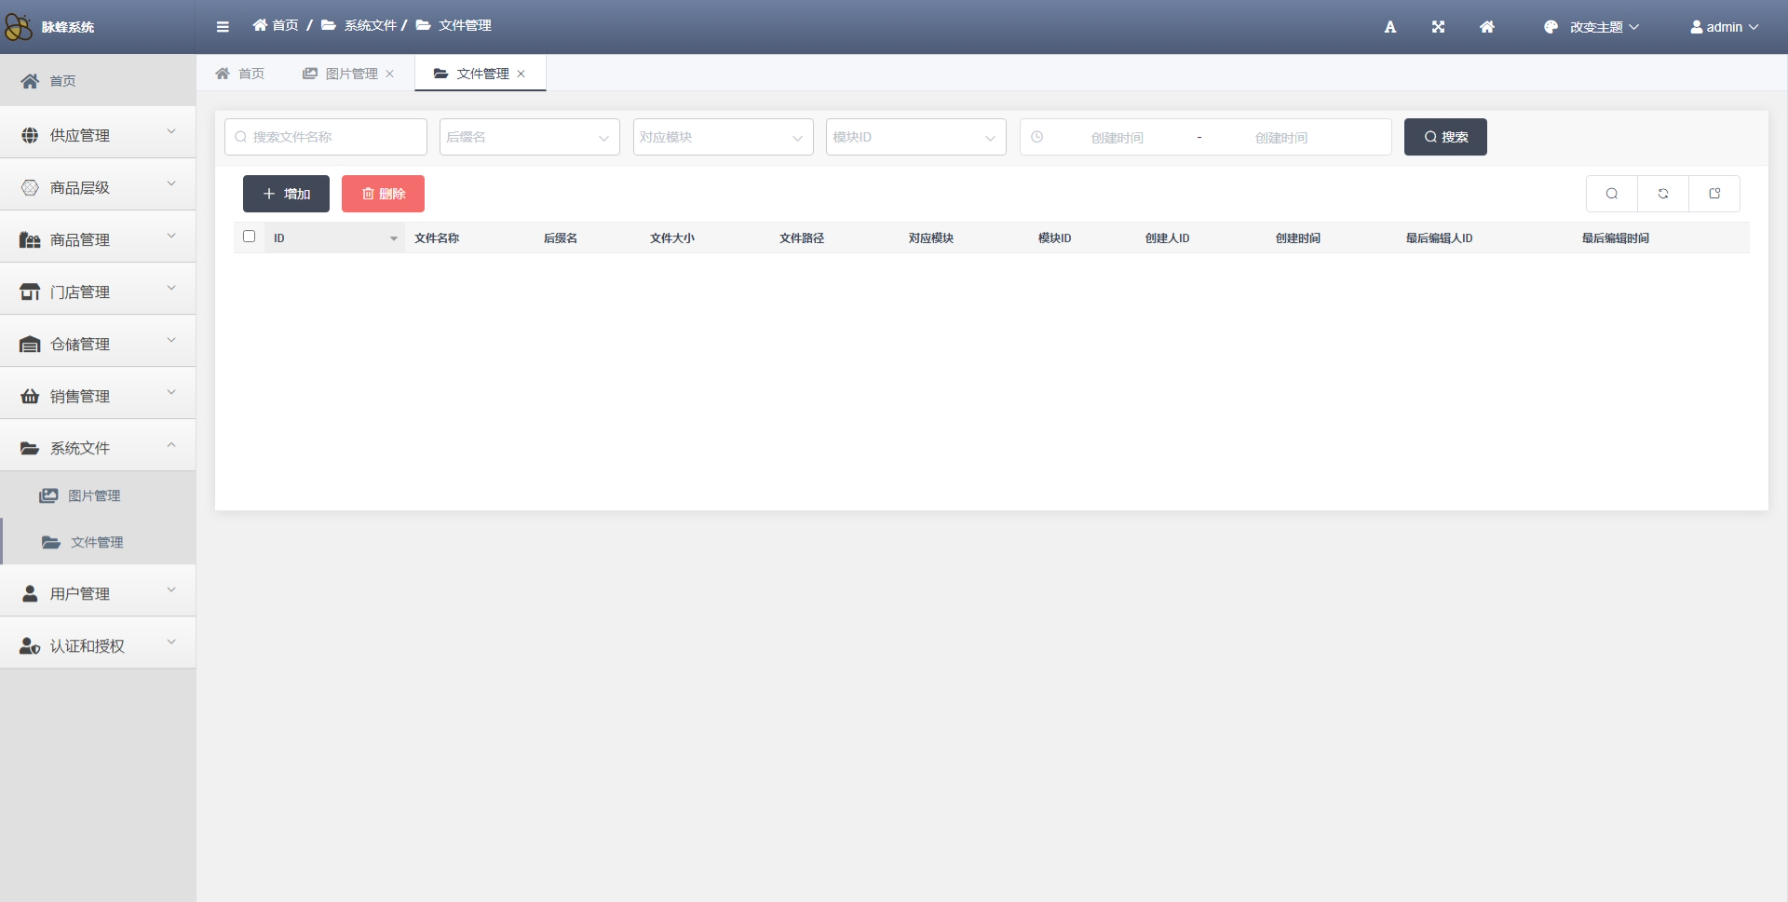 脉蜂系统
首页 / 系统文件 / 文件管理
A
改变主题
admin
首页
图片管理
文件管理
首页
供应管理
商品层级
商品管理
门店管理
仓储管理
销售管理
系统文件
图片管理
文件管理
用户管理
认证和授权
搜索文件名称
后缀名
对应模块
模块ID
创建时间 - 创建时间
搜索
增加
删除
ID 文件名称 后缀名 文件大小 文件路径 对应模块 模块ID 创建人ID 创建时间 最后编辑人ID 最后编辑时间